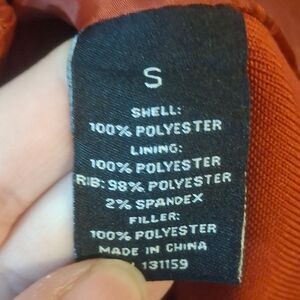 S
SHELL:
100% POLYESTER
LINING:
100% POLYESTER
RIB: 98% POLYESTER
2% SPANDEX
FILLER:
100% POLYESTER
MADE IN CHINA
131159